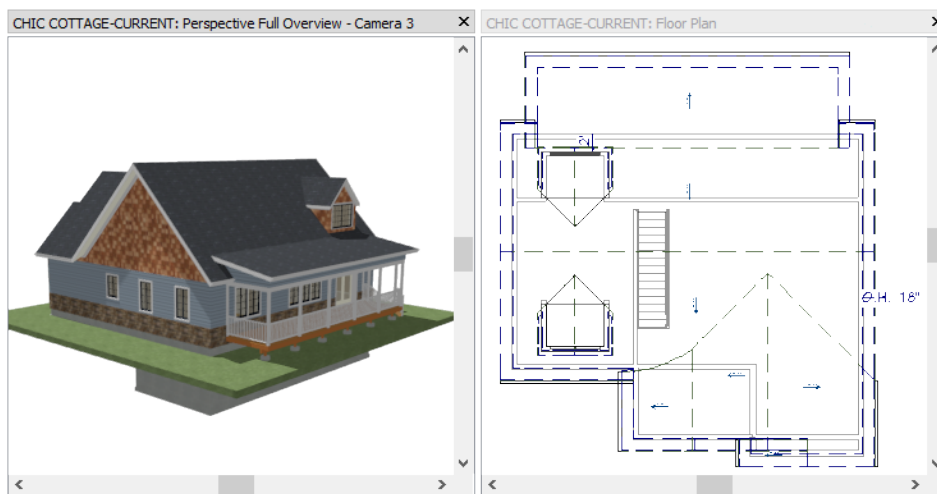 CHIC COTTAGE-CURRENT: Perspective Full Overview - Camera 3
CHIC COTTAGE-CURRENT: Floor Plan
O.H. 18"